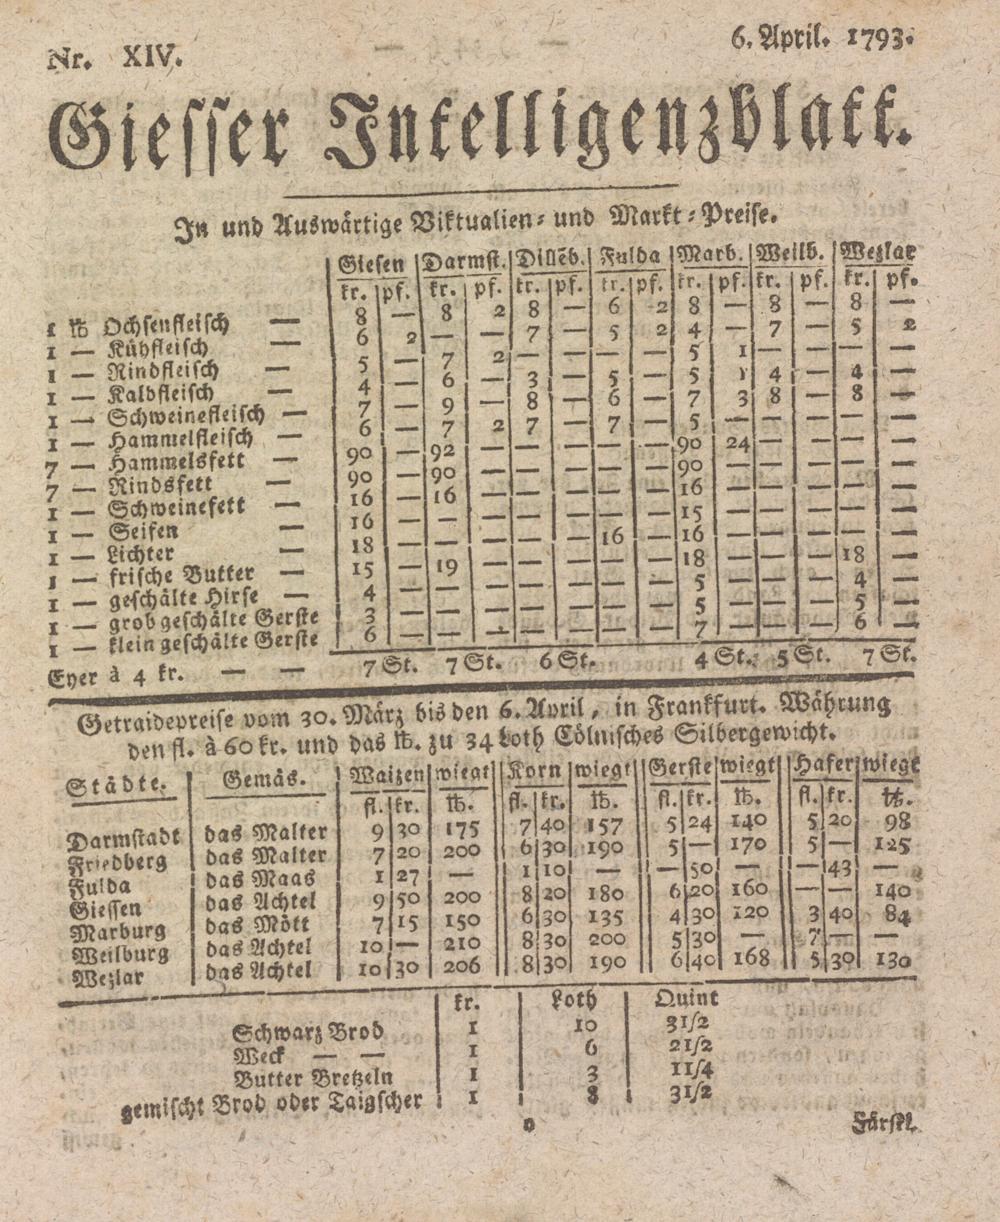 Nr. XIV. 6. April. 1793.
Giesser Intelligenzblatt.
In und Auswärtige Viktualien- und Markt-Preise.
Giesen Darmst. Dillēb. Fulda Marb. Weilb. Wezlar
kr. pf. kr. pf. kr. pf. kr. pf. kr. pf. kr. pf. kr. pf.
1 ℔ Ochsenfleisch — 8 — 8 2 8 — 6 2 8 — 8 — 8 —
1 — Kühfleisch — 6 2 — — 7 — 5 2 4 — 7 — 5 2
1 — Rindfleisch — 5 — 7 2 — — — — 5 1 — — — —
1 — Kalbfleisch — 4 — 6 — 3 — 5 — 5 1 4 — 4 —
1 — Schweinefleisch — 7 — 9 — 8 — 6 — 7 3 8 — 8 —
1 — Hammelfleisch — 6 — 7 2 7 — 7 — 5 — — — — —
7 — Hammelsfett — 90 — 92 — — — — — 90 24 — — — —
7 — Rindsfett — 90 — 90 — — — — — 90 — — — — —
1 — Schweinefett — 16 — 16 — — — — — 16 — — — — —
1 — Seifen — 16 — — — — — — — 15 — — — — —
1 — Lichter — 18 — — — — — 16 — 16 — — — — —
1 — frische Butter — 15 — 19 — — — — — 18 — — — 18 —
1 — geschälte Hirse — 4 — — — — — — — 5 — — — 4 —
1 — grob geschälte Gerste 3 — — — — — — — 5 — — — 5 —
1 — klein geschälte Gerste 6 — — — — — — — 7 — — — 6 —
Eyer à 4 kr. — — 7 St. 7 St. 6 St. 4 St. 5 St. 7 St.
Getraidepreise vom 30. März bis den 6. April, in Frankfurt. Währung
den fl. à 60 kr. und das ℔. zu 34 Loth Cölnisches Silbergewicht.
Städte. Gemäs. Waizen wiegt Korn wiegt Gerste wiegt Hafer wiegt
fl. kr. ℔. fl. kr. ℔. fl. kr. ℔. fl. kr. ℔.
Darmstadt das Malter 9 30 175 7 40 157 5 24 140 5 20 98
Friedberg das Malter 7 20 200 6 30 190 5 — 170 5 — 125
Fulda das Maas 1 27 — 1 10 — — 50 — — 43 —
Giessen das Achtel 9 50 200 8 20 180 6 20 160 — — 140
Marburg das Mött 7 15 150 6 30 135 4 30 120 3 40 84
Weilburg das Achtel 10 — 210 8 30 200 5 30 — 7 — —
Wezlar das Achtel 10 30 206 8 30 190 6 40 168 5 30 130
kr. Loth Quint
Schwarz Brod 1 10 3 1/2
Weck — — 1 6 2 1/2
Butter Bretzeln 1 3 1 1/4
gemischt Brod oder Taigscher 1 8 3 1/2
o Fürstl.